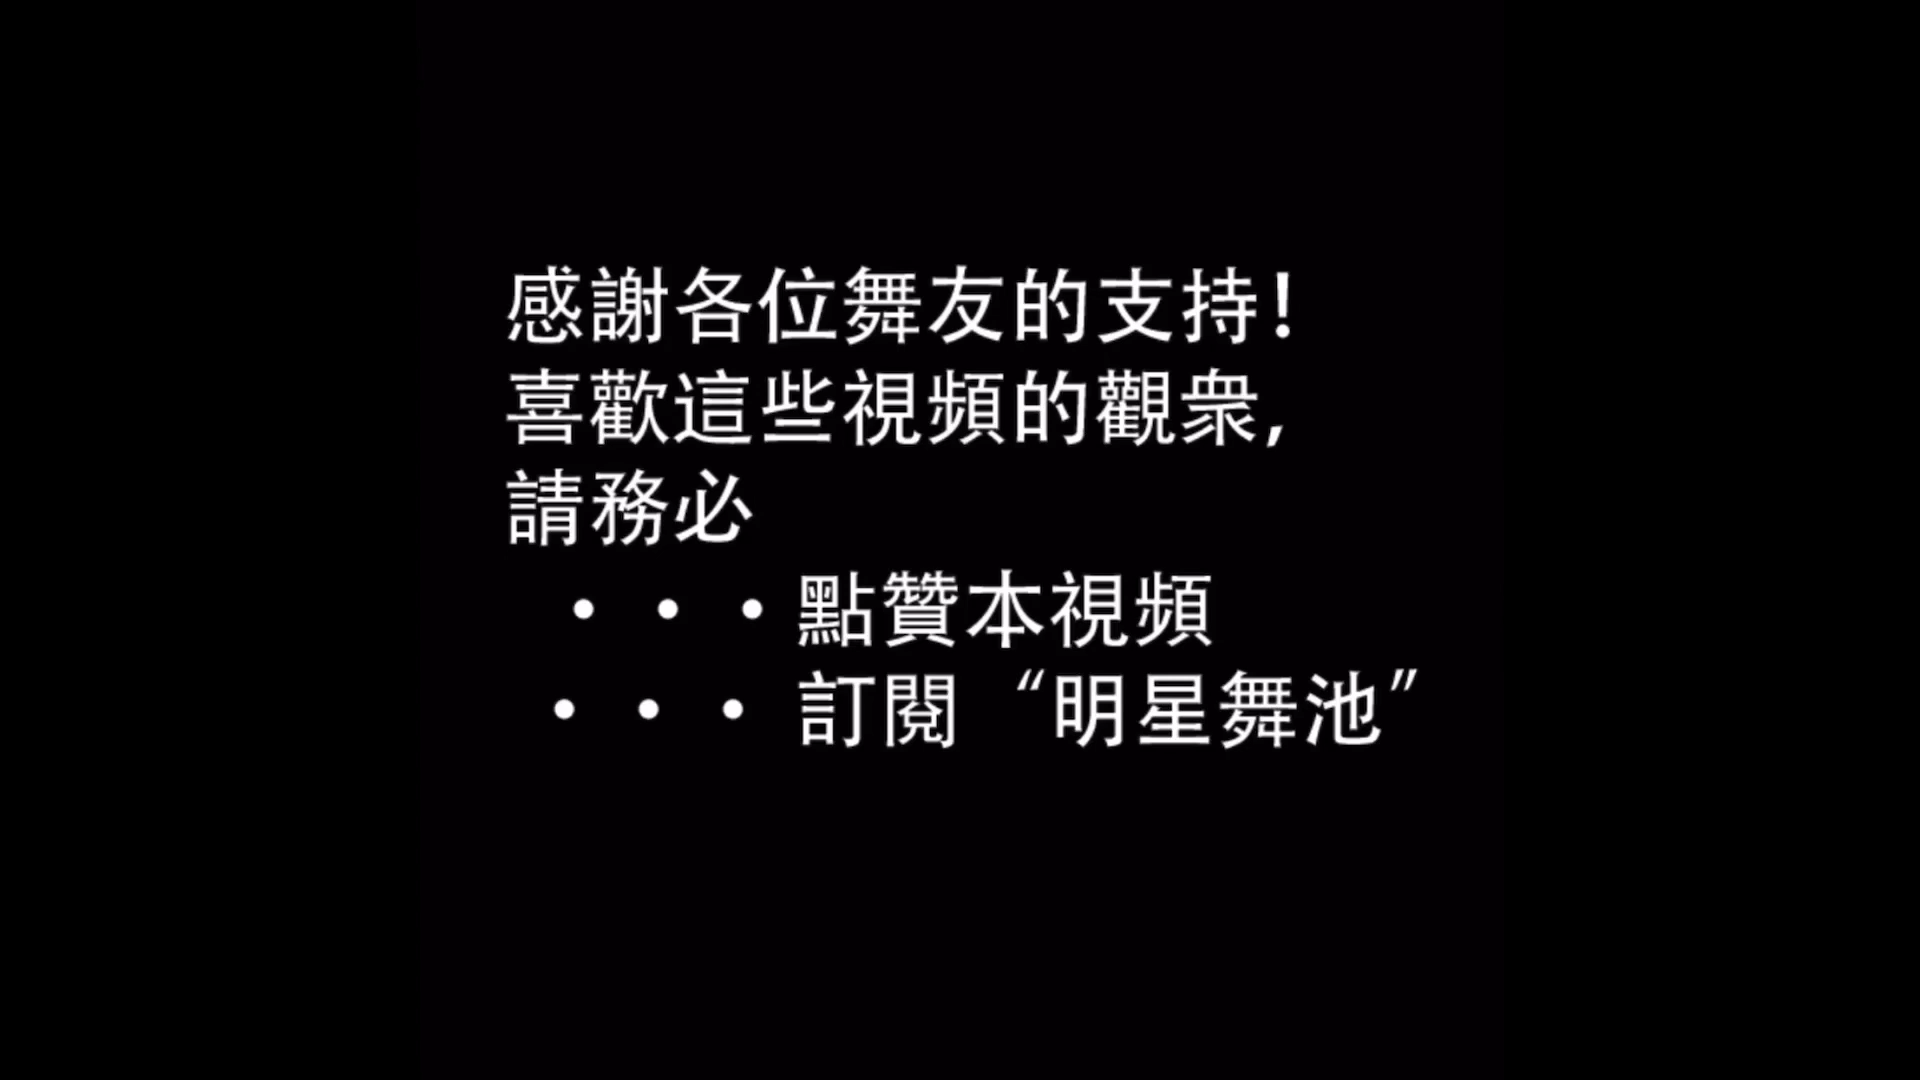 感謝各位舞友的支持!
喜歡這些視頻的觀衆,
請務必
···點贊本視頻
··· 訂閱 “明星舞池”